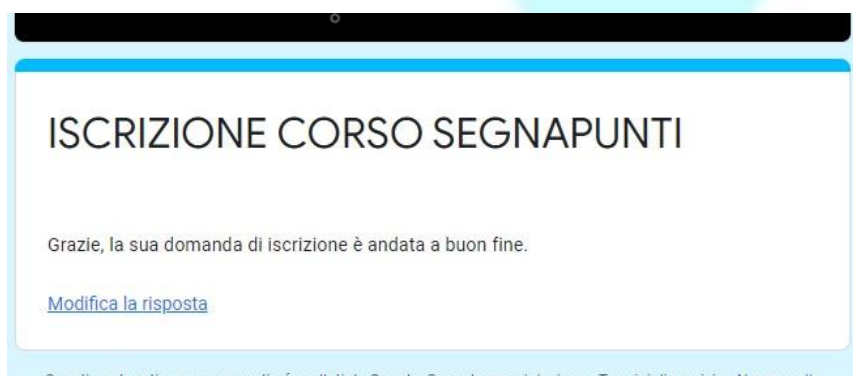 ISCRIZIONE CORSO SEGNAPUNTI
Grazie, la sua domanda di iscrizione è andata a buon fine.
Modifica la risposta